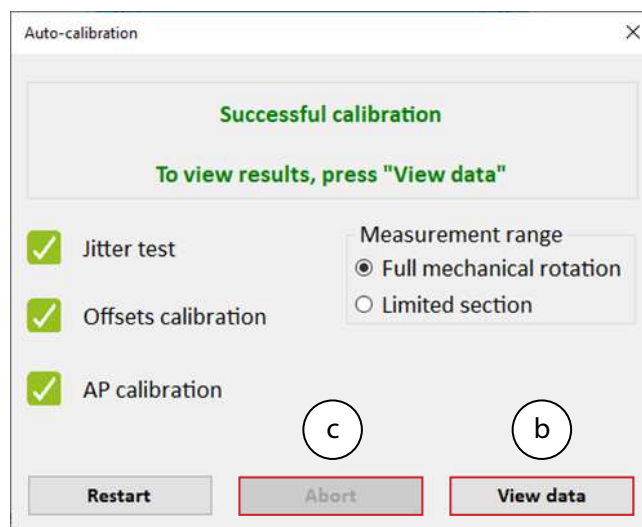 Auto-calibration
Successful calibration
To view results, press "View data"
Jitter test
Offsets calibration
AP calibration
Measurement range
Full mechanical rotation
Limited section
c
b
Restart
Abort
View data